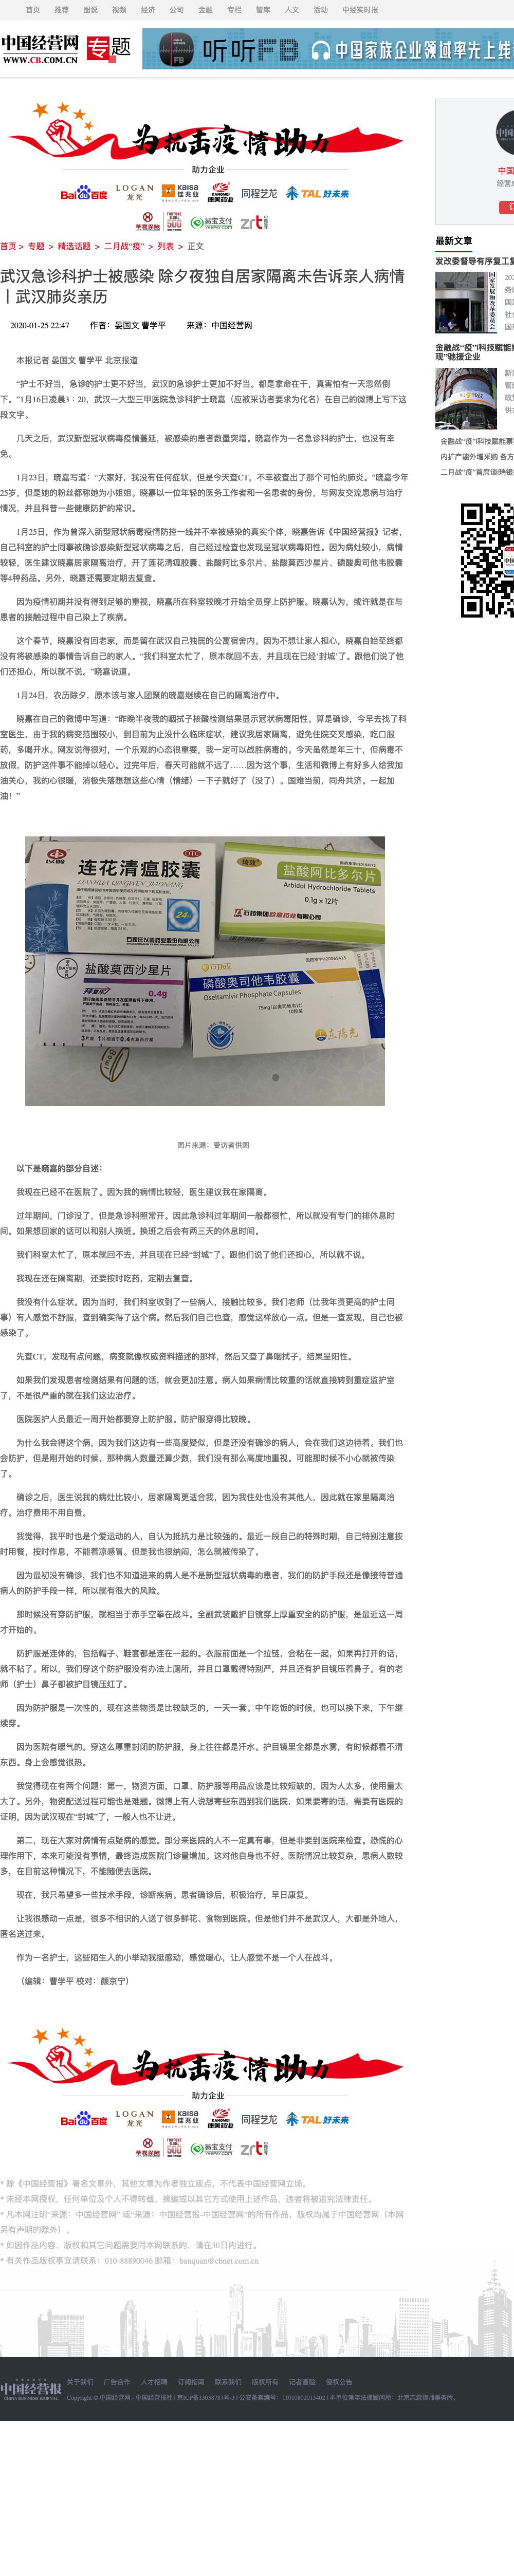 首页 推荐 图说 视频 经济 公司 金融 专栏 智库 人文 活动 中经实时报
中国经营网 专题
WWW.CB.COM.CN
听听FB 中国家族企业领域率先上线
为抗击疫情助力
助力企业
Baidu百度 LOGAN 龙光 KAISA 佳兆业 KANGMEI 康美药业 同程艺龙 TAL好未来
华夏保险 FORTUNE 500 易宝支付 zrt
首页 > 专题 > 精选话题 > 二月战“疫” > 列表 > 正文
武汉急诊科护士被感染 除夕夜独自居家隔离未告诉亲人病情
丨武汉肺炎亲历
2020-01-25 22:47 作者：晏国文 曹学平 来源：中国经营网
本报记者 晏国文 曹学平 北京报道
“护士不好当，急诊的护士更不好当，武汉的急诊护士更加不好当。都是拿命在干，真害怕有一天忽然倒
下。”1月16日凌晨3：20，武汉一大型三甲医院急诊科护士晓嘉（应被采访者要求为化名）在自己的微博上写下这
段文字。
几天之后，武汉新型冠状病毒疫情蔓延，被感染的患者数量突增。晓嘉作为一名急诊科的护士，也没有幸
免。
1月23日，晓嘉写道：“大家好，我没有任何症状，但是今天查CT，不幸被查出了那个可怕的肺炎。”晓嘉今年
25岁，但是她的粉丝都称她为小姐姐。晓嘉以一位年轻的医务工作者和一名患者的身份，与网友交流患病与治疗
情况，并且科普一些健康防护的常识。
1月25日，作为曾深入新型冠状病毒疫情防控一线并不幸被感染的真实个体，晓嘉告诉《中国经营报》记者，
自己科室的护士同事被确诊感染新型冠状病毒之后，自己经过检查也发现呈冠状病毒阳性。因为病灶较小，病情
较轻，医生建议晓嘉居家隔离治疗，开了莲花清瘟胶囊、盐酸阿比多尔片、盐酸莫西沙星片、磷酸奥司他韦胶囊
等4种药品。另外，晓嘉还需要定期去复查。
因为疫情初期并没有得到足够的重视，晓嘉所在科室较晚才开始全员穿上防护服。晓嘉认为，或许就是在与
患者的接触过程中自己染上了疾病。
这个春节，晓嘉没有回老家，而是留在武汉自己独居的公寓宿舍内。因为不想让家人担心，晓嘉自始至终都
没有将被感染的事情告诉自己的家人。“我们科室太忙了，原本就回不去，并且现在已经‘封城’了。跟他们说了他
们还担心，所以就不说。”晓嘉说道。
1月24日，农历除夕，原本该与家人团聚的晓嘉继续在自己的隔离治疗中。
晓嘉在自己的微博中写道：“昨晚半夜我的咽拭子核酸检测结果显示冠状病毒阳性。算是确诊，今早去找了科
室医生，由于我的病变范围较小，到目前为止没什么临床症状，建议我居家隔离，避免住院交叉感染，吃口服
药，多喝开水。网友说得很对，一个乐观的心态很重要，我一定可以战胜病毒的。今天虽然是年三十，但病毒不
放假，防护这件事不能掉以轻心。过完年后，春天可能就不远了……因为这个事，生活和微博上有好多人给我加
油关心，我的心很暖，消极失落想想这些心情（情绪）一下子就好了（没了）。国难当前，同舟共济。一起加
油！”
连花清瘟胶囊
OTC
24粒
石家庄以岭药业股份有限公司
盐酸阿比多尔片
Arbidol Hydrochloride Tablets
0.1g×12片
石药集团欧意药业有限公司
BAYER
盐酸莫西沙星片
拜复乐
0.4g
磷酸奥司他韦胶囊
Oseltamivir Phosphate Capsules
75mg
东阳光
图片来源：受访者供图
以下是晓嘉的部分自述：
我现在已经不在医院了。因为我的病情比较轻，医生建议我在家隔离。
过年期间，门诊没了，但是急诊科照常开。因此急诊科过年期间一般都很忙，所以就没有专门的排休息时
间。如果想回家的话可以和别人换班。换班之后会有两三天的休息时间。
我们科室太忙了，原本就回不去，并且现在已经“封城”了。跟他们说了他们还担心，所以就不说。
我现在还在隔离期，还要按时吃药，定期去复查。
我没有什么症状。因为当时，我们科室收到了一些病人，接触比较多。我们老师（比我年资更高的护士同
事）有人感觉不舒服，查到确实得了这个病。然后我们自己也查，感觉这样放心一点。但是一查发现，自己也被
感染了。
先查CT，发现有点问题，病变就像权威资料描述的那样，然后又查了鼻咽拭子，结果呈阳性。
如果我们发现患者检测结果有问题的话，就会更加注意。病人如果病情比较重的话就直接转到重症监护室
了，不是很严重的就在我们这边治疗。
医院医护人员最近一周开始都要穿上防护服。防护服穿得比较晚。
为什么我会得这个病，因为我们这边有一些高度疑似，但是还没有确诊的病人，会在我们这边待着。我们也
会防护，但是刚开始的时候，那种病人数量还算少数，我们没有那么高度地重视。可能那时候不小心就被传染
了。
确诊之后，医生说我的病灶比较小，居家隔离更适合我，因为我住处也没有其他人，因此就在家里隔离治
疗。治疗费用不用自费。
我觉得，我平时也是个爱运动的人，自认为抵抗力是比较强的。最近一段自己的特殊时期，自己特别注意按
时用餐，按时作息，不能着凉感冒。但是我也很纳闷，怎么就被传染了。
因为最初没有确诊，我们也不知道进来的病人是不是新型冠状病毒的患者，我们的防护手段还是像接待普通
病人的防护手段一样，所以就有很大的风险。
那时候没有穿防护服，就相当于赤手空拳在战斗。全副武装戴护目镜穿上厚重安全的防护服，是最近这一周
才开始的。
防护服是连体的，包括帽子、鞋套都是连在一起的。衣服前面是一个拉链，会粘在一起，如果再打开的话，
就不粘了。所以，我们穿这个防护服没有办法上厕所，并且口罩戴得特别严，并且还有护目镜压着鼻子。有的老
师（护士）鼻子都被护目镜压红了。
因为防护服是一次性的，现在这些物资是比较缺乏的，一天一套。中午吃饭的时候，也可以换下来，下午继
续穿。
因为医院有暖气的。穿这么厚重封闭的防护服，身上往往都是汗水。护目镜里全都是水雾，有时候都看不清
东西。身上会感觉很热。
我觉得现在有两个问题：第一，物资方面，口罩、防护服等用品应该是比较短缺的，因为人太多，使用量太
大了。另外，物资配送过程可能也是难题。微博上有人说想寄些东西到我们医院，如果要寄的话，需要有医院的
证明，因为武汉现在“封城”了，一般人也不让进。
第二，现在大家对病情有点疑病的感觉。部分来医院的人不一定真有事，但是非要到医院来检查。恐慌的心
理作用下，本来可能没有事情，最终造成医院门诊量增加。这对他自身也不好。医院情况比较复杂，患病人数较
多，在目前这种情况下，不能随便去医院。
现在，我只希望多一些技术手段，诊断疾病。患者确诊后，积极治疗，早日康复。
让我很感动一点是，很多不相识的人送了很多鲜花、食物到医院。但是他们并不是武汉人，大都是外地人，
匿名送过来。
作为一名护士，这些陌生人的小举动我挺感动，感觉暖心，让人感觉不是一个人在战斗。
（编辑：曹学平 校对：颜京宁）
为抗击疫情助力
助力企业
Baidu百度 LOGAN 龙光 KAISA 佳兆业 KANGMEI 康美药业 同程艺龙 TAL好未来
华夏保险 FORTUNE 500 易宝支付 zrt
* 除《中国经营报》署名文章外，其他文章为作者独立观点，不代表中国经营网立场。
* 未经本网授权，任何单位及个人不得转载、摘编或以其它方式使用上述作品，违者将被追究法律责任。
* 凡本网注明“来源：中国经营网” 或“来源：中国经营报-中国经营网”的所有作品，版权均属于中国经营网（本网
另有声明的除外）。
* 如因作品内容、版权和其它问题需要同本网联系的，请在30日内进行。
* 有关作品版权事宜请联系：010-88890046 邮箱：banquan@cbnet.com.cn
最新文章
发改委督导有序复工复
金融战“疫”|科技赋能
现”驰援企业
金融战“疫”|科技赋能票
内扩产能外增采购 各方
二月战“疫”首席谈|瑞银
中国经营报
CHINA BUSINESS JOURNAL
关于我们 广告合作 人才招聘 订阅指南 联系我们 版权所有 记者查验 侵权公告